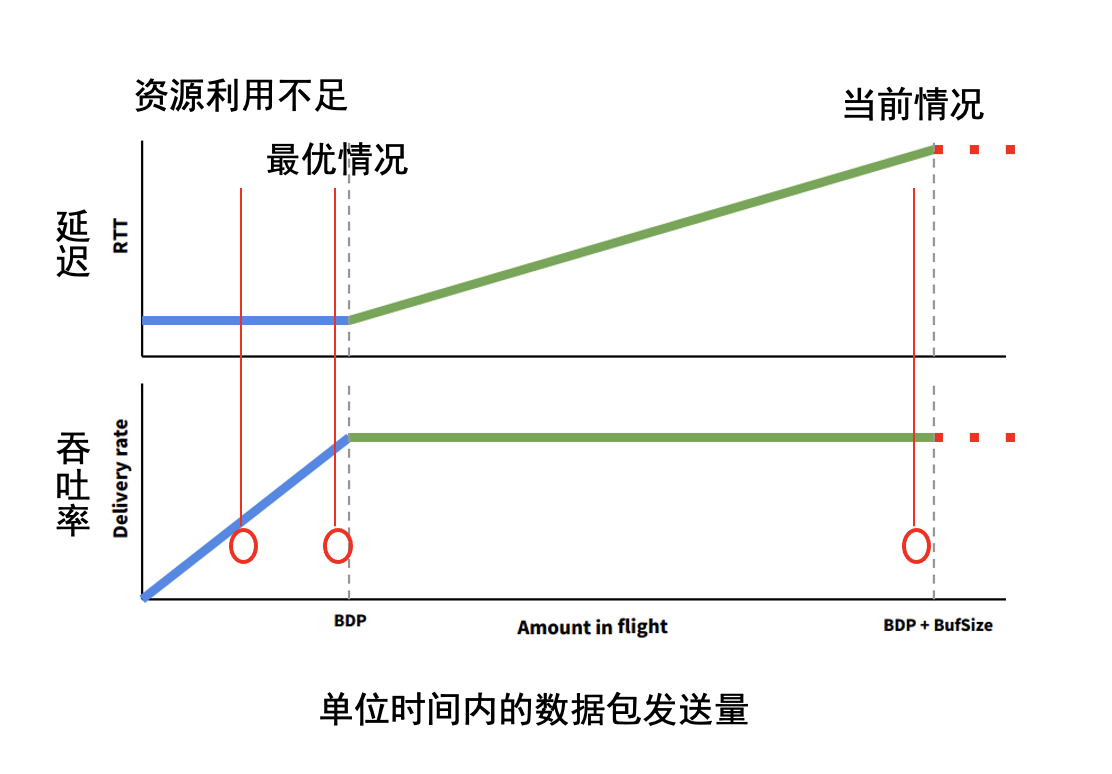 资源利用不足
当前情况
最优情况
延迟
RTT
吞吐率
Delivery rate
BDP
Amount in flight
BDP + BufSize
单位时间内的数据包发送量